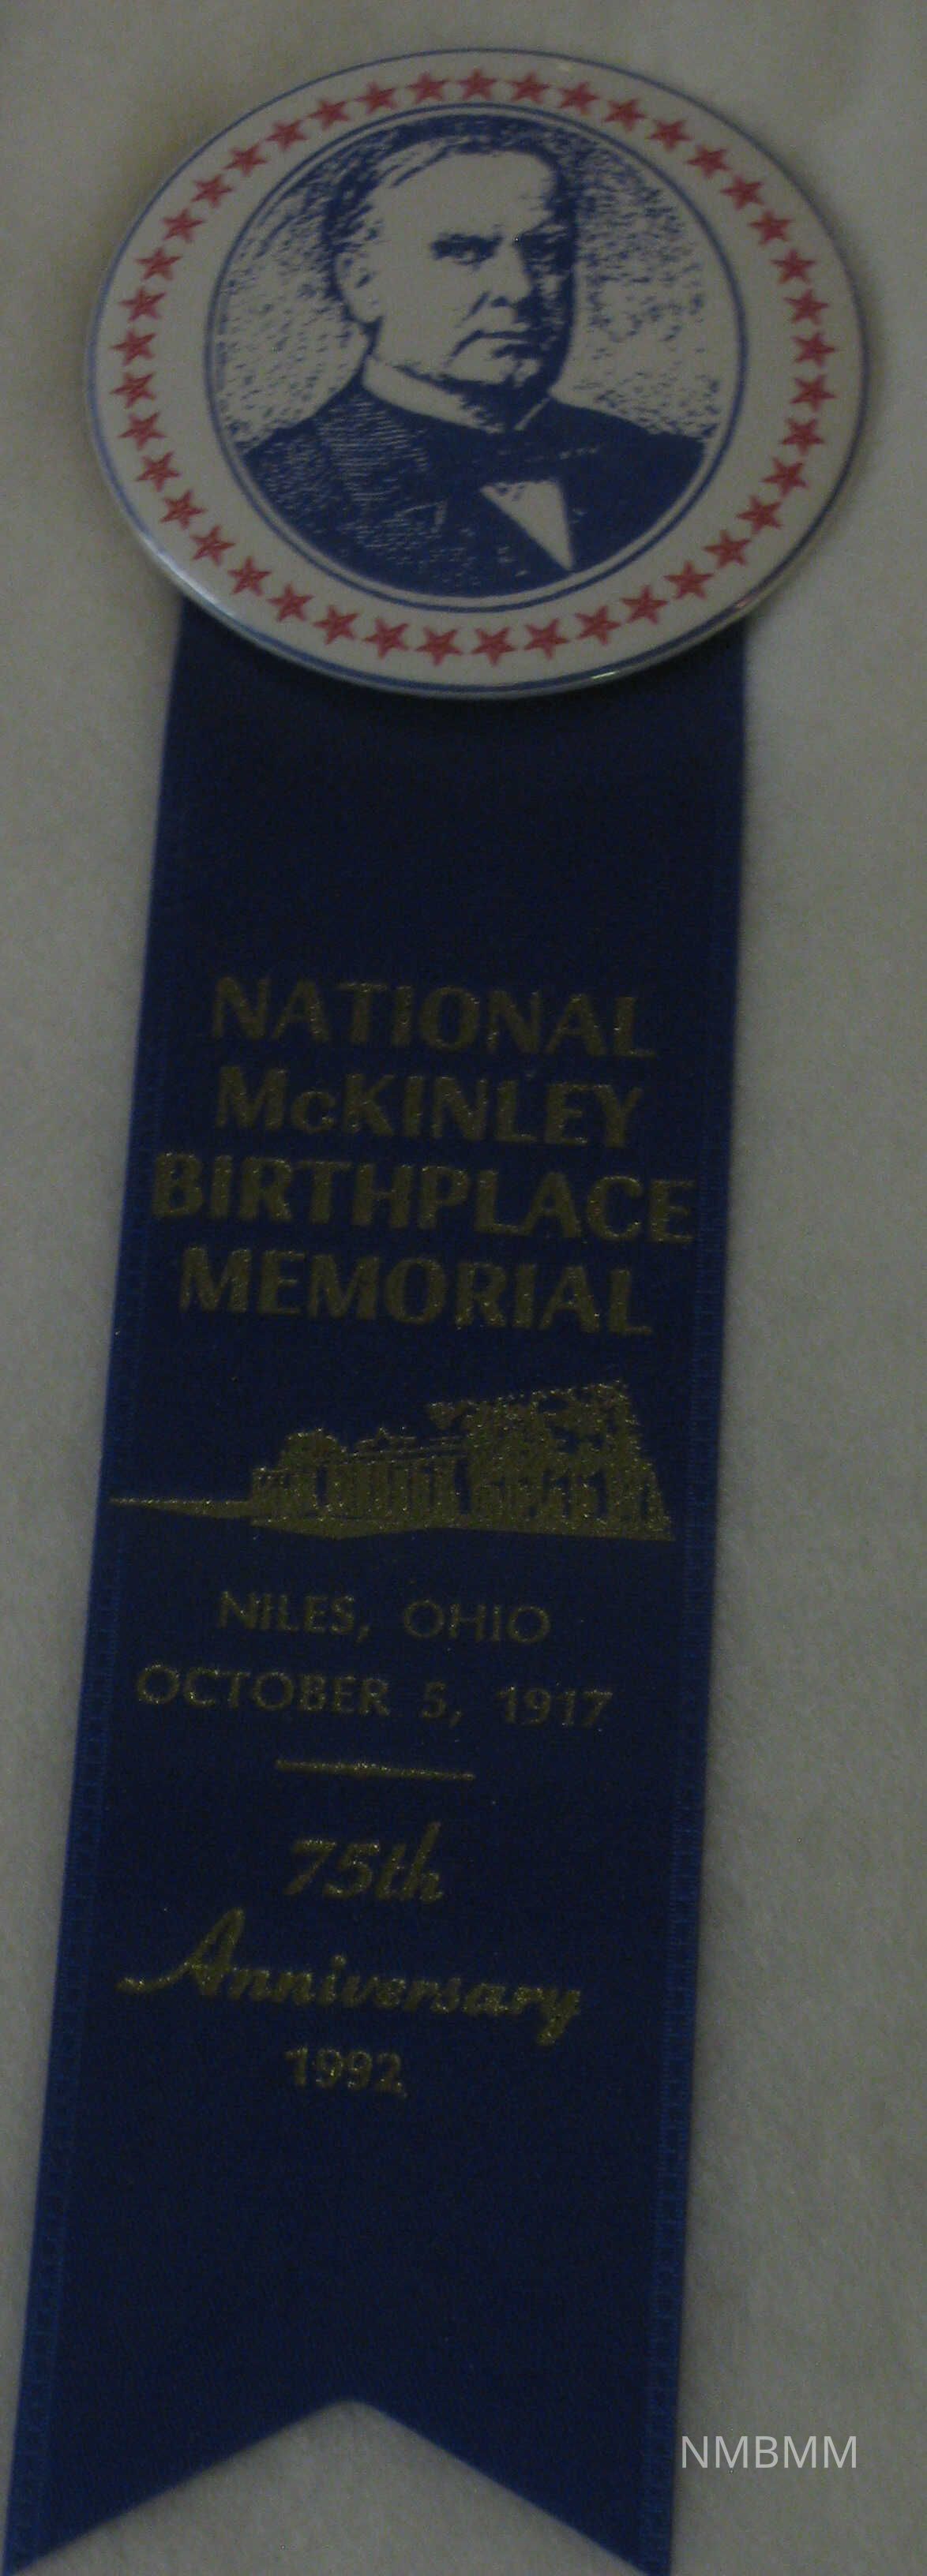 NATIONAL
McKINLEY
BIRTHPLACE
MEMORIAL
NILES, OHIO
OCTOBER 5, 1917
75th
Anniversary
1992
NMBMM